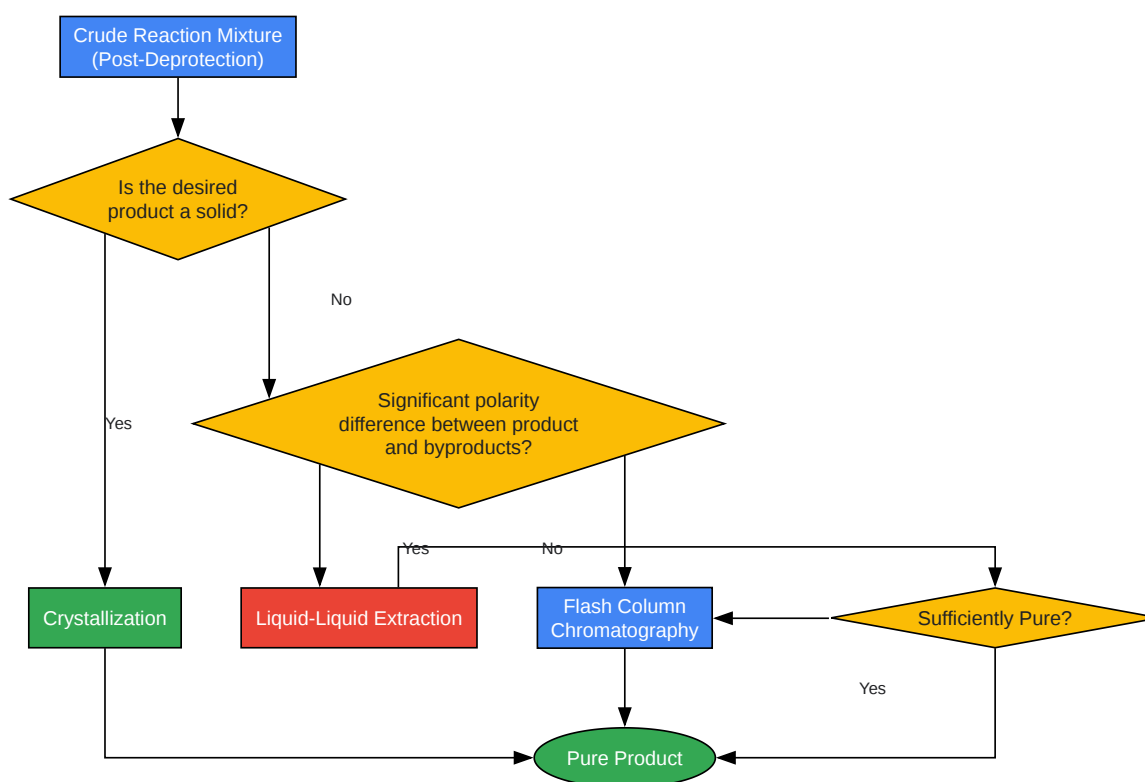 Crude Reaction Mixture
(Post-Deprotection)
Is the desired
product a solid?
No
Significant polarity
difference between product
and byproducts?
Yes
Yes
No
Crystallization
Liquid-Liquid Extraction
Flash Column
Chromatography
Sufficiently Pure?
Yes
Pure Product